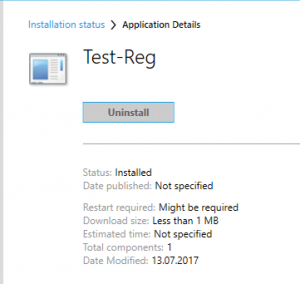 Installation status > Application Details
Test-Reg
Uninstall
Status: Installed
Date published: Not specified
Restart required: Might be required
Download size: Less than 1 MB
Estimated time: Not specified
Total components: 1
Date Modified: 13.07.2017